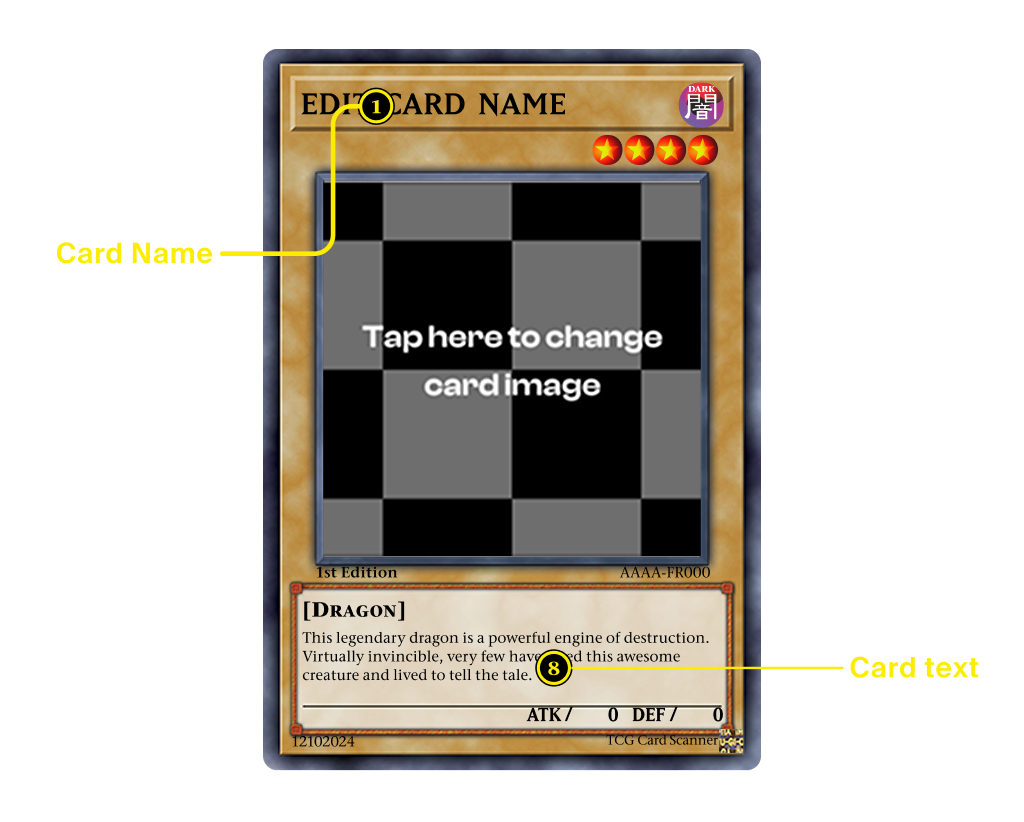 EDIT CARD NAME
1
DARK
闇
Card Name
Tap here to change
card image
1st Edition
AAAA-FR000
[DRAGON]
This legendary dragon is a powerful engine of destruction.
Virtually invincible, very few have this awesome
creature and lived to tell the tale.
8
Card text
ATK / 0 DEF / 0
12102024
TCG Card Scanner